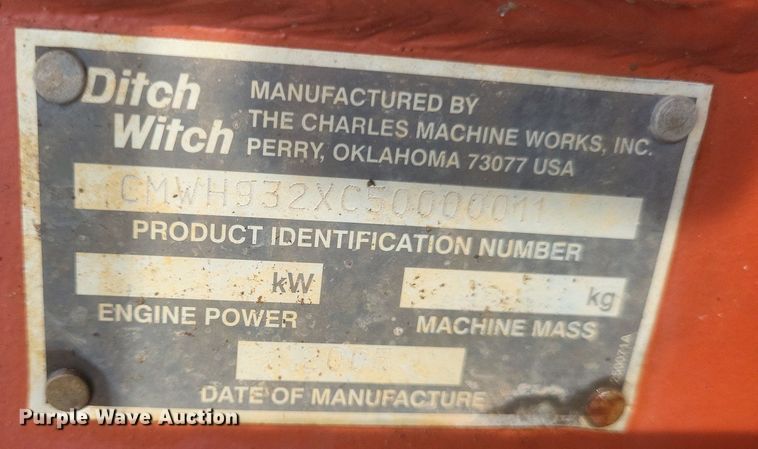 Ditch
Witch
MANUFACTURED BY
THE CHARLES MACHINE WORKS, INC.
PERRY, OKLAHOMA 73077 USA
CMWH932XC50000011
PRODUCT IDENTIFICATION NUMBER
kW
ENGINE POWER
kg
MACHINE MASS
DATE OF MANUFACTURE
Purple Wave Auction